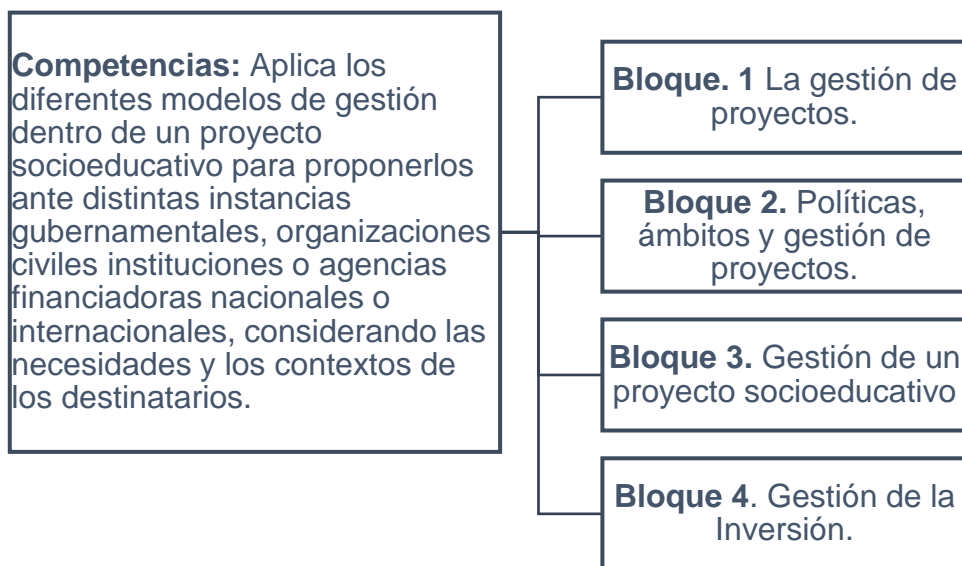 Competencias: Aplica los
diferentes modelos de gestión
dentro de un proyecto
socioeducativo para proponerlos
ante distintas instancias
gubernamentales, organizaciones
civiles instituciones o agencias
financiadoras nacionales o
internacionales, considerando las
necesidades y los contextos de
los destinatarios.
Bloque. 1 La gestión de
proyectos.
Bloque 2. Políticas,
ámbitos y gestión de
proyectos.
Bloque 3. Gestión de un
proyecto socioeducativo
Bloque 4. Gestión de la
Inversión.